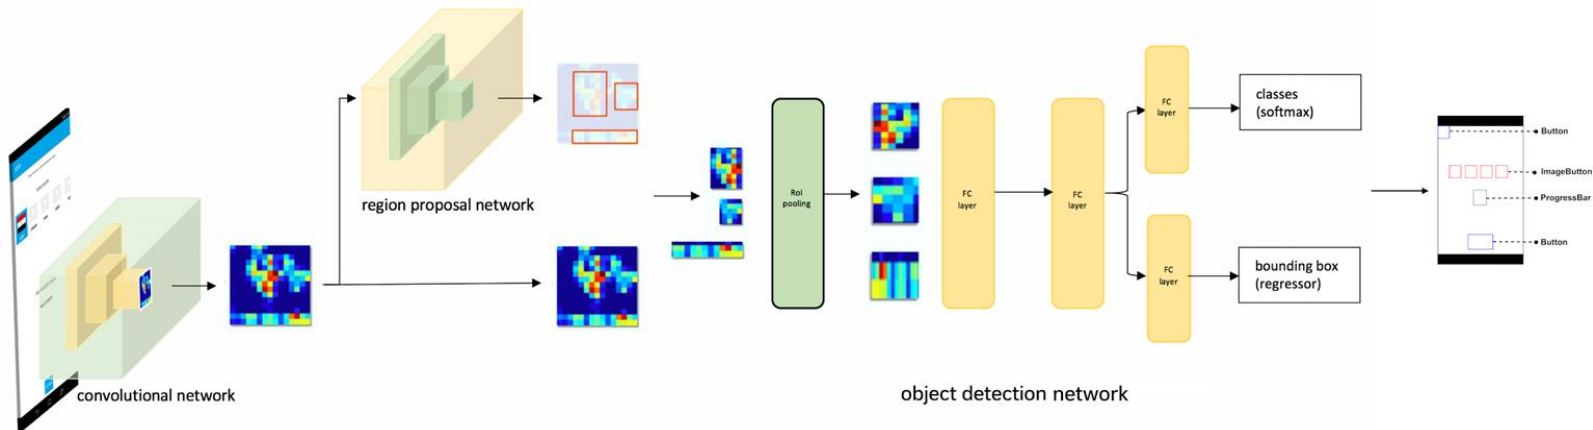 convolutional network
region proposal network
RoI
pooling
FC
layer
FC
layer
FC
layer
FC
layer
classes
(softmax)
bounding box
(regressor)
object detection network
Button
ImageButton
ProgressBar
Button